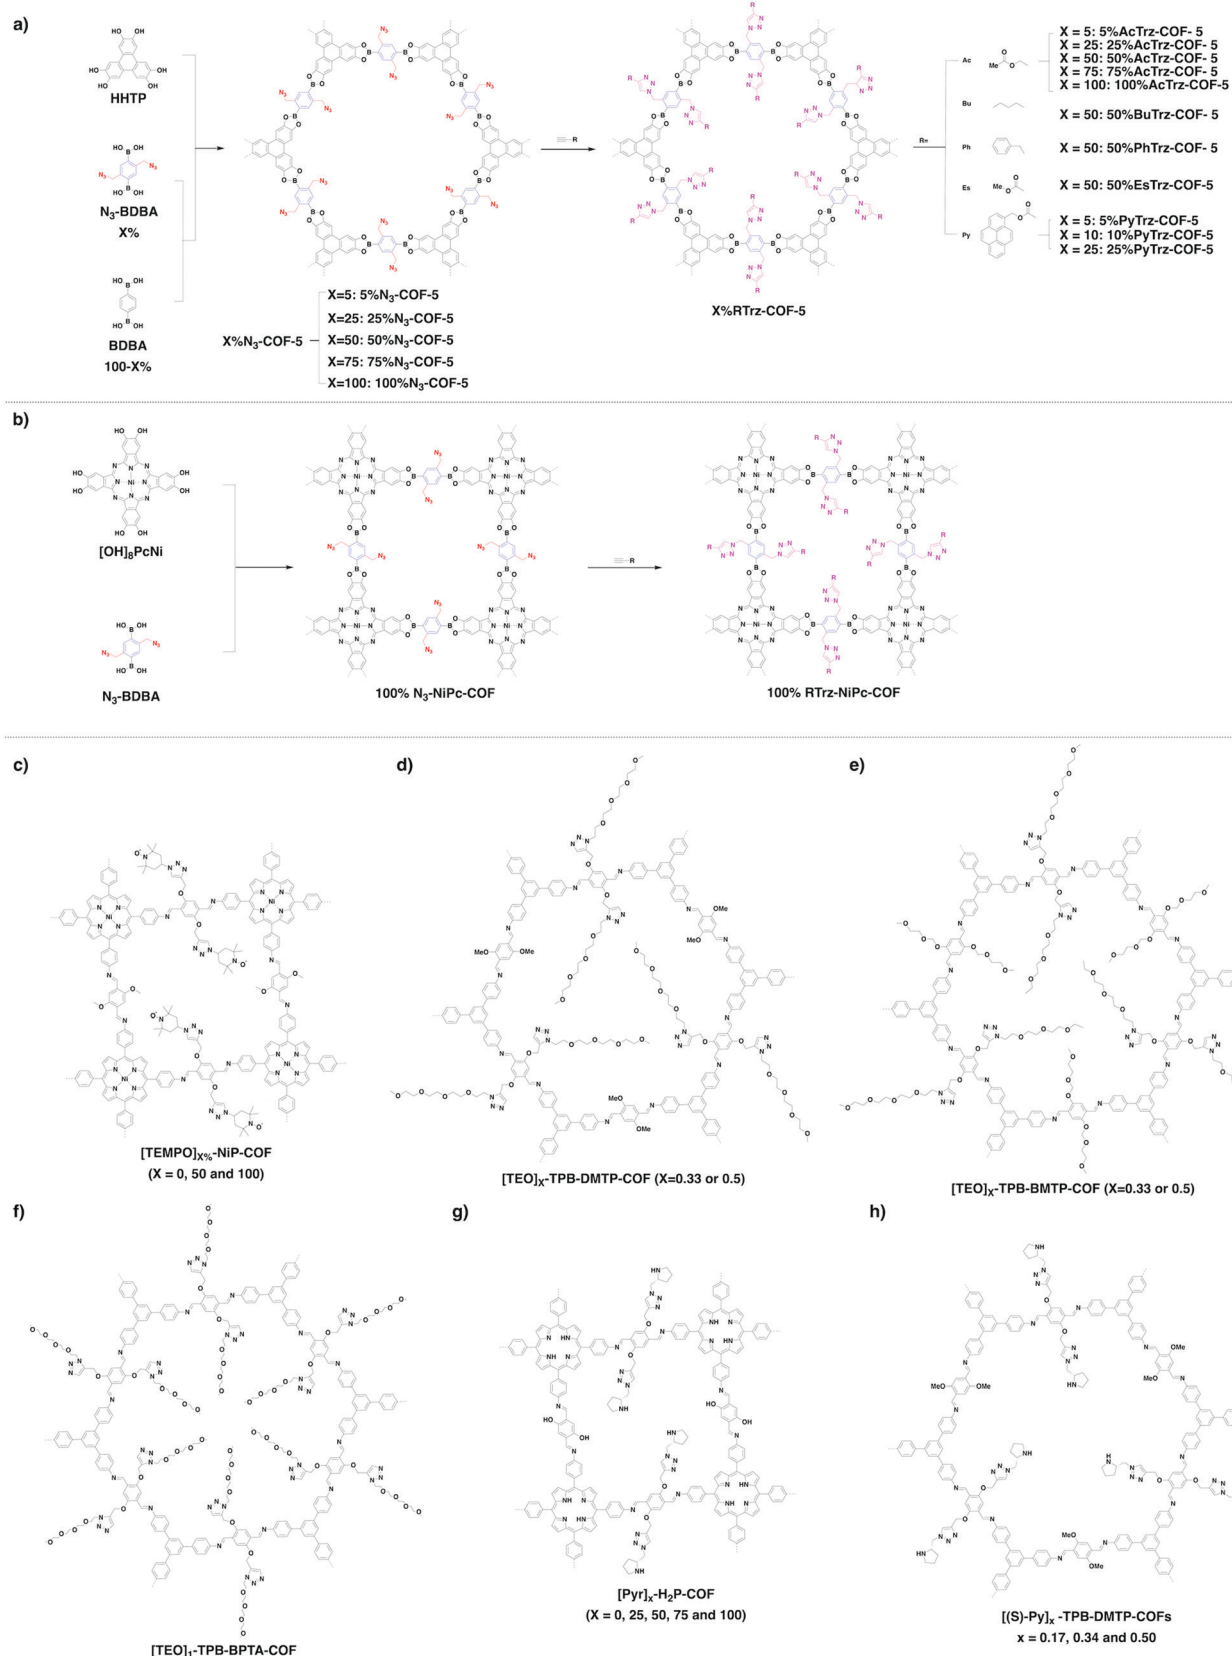 a)
HHTP
N3-BDBA
X%
BDBA
100-X%
X%N3-COF-5
X=5: 5%N3-COF-5
X=25: 25%N3-COF-5
X=50: 50%N3-COF-5
X=75: 75%N3-COF-5
X=100: 100%N3-COF-5
≡R
X%RTrz-COF-5
R=
Ac
X = 5: 5%AcTrz-COF- 5
X = 25: 25%AcTrz-COF- 5
X = 50: 50%AcTrz-COF- 5
X = 75: 75%AcTrz-COF- 5
X = 100: 100%AcTrz-COF-5
Bu
X = 50: 50%BuTrz-COF- 5
Ph
X = 50: 50%PhTrz-COF- 5
Es
X = 50: 50%EsTrz-COF-5
Py
X = 5: 5%PyTrz-COF-5
X = 10: 10%PyTrz-COF-5
X = 25: 25%PyTrz-COF-5
b)
[OH]8PcNi
N3-BDBA
100% N3-NiPc-COF
≡R
100% RTrz-NiPc-COF
c)
[TEMPO]X%-NiP-COF
(X = 0, 50 and 100)
d)
[TEO]X-TPB-DMTP-COF (X=0.33 or 0.5)
e)
[TEO]X-TPB-BMTP-COF (X=0.33 or 0.5)
f)
[TEO]1-TPB-BPTA-COF
g)
[Pyr]x-H2P-COF
(X = 0, 25, 50, 75 and 100)
h)
[(S)-Py]x -TPB-DMTP-COFs
x = 0.17, 0.34 and 0.50